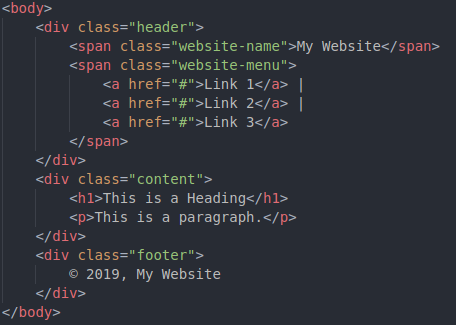 <body>
    <div class="header">
        <span class="website-name">My Website</span>
        <span class="website-menu">
            <a href="#">Link 1</a> |
            <a href="#">Link 2</a> |
            <a href="#">Link 3</a>
        </span>
    </div>
    <div class="content">
        <h1>This is a Heading</h1>
        <p>This is a paragraph.</p>
    </div>
    <div class="footer">
        © 2019, My Website
    </div>
</body>